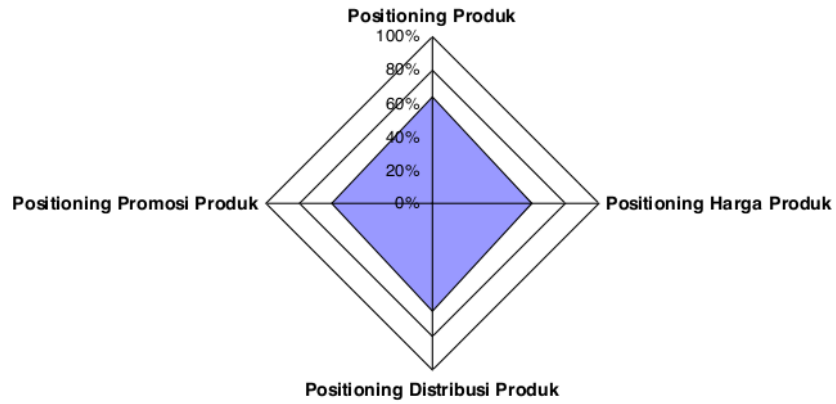 Positioning Produk
100%
80%
60%
40%
20%
Positioning Promosi Produk
0%
Positioning Harga Produk
Positioning Distribusi Produk